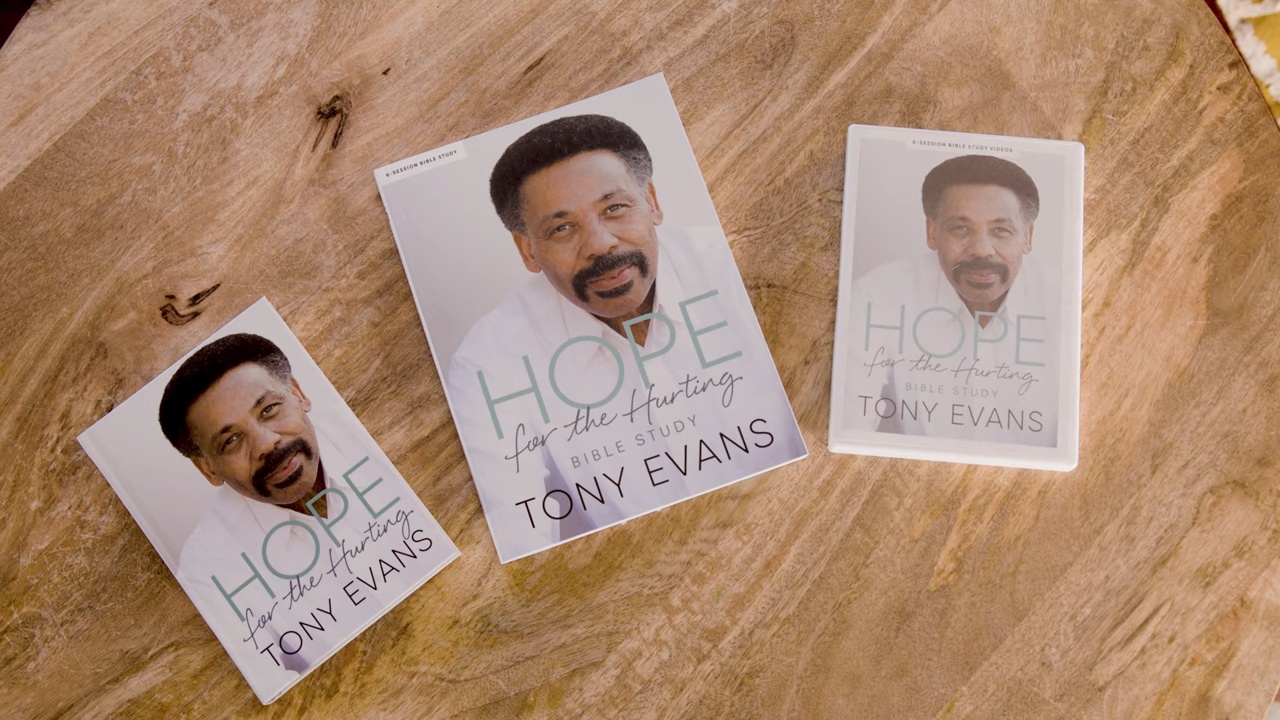 HOPE
for the Hurting
TONY EVANS
6-SESSION BIBLE STUDY
HOPE
for the Hurting
BIBLE STUDY
TONY EVANS
6-SESSION BIBLE STUDY VIDEOS
HOPE
for the Hurting
BIBLE STUDY
TONY EVANS